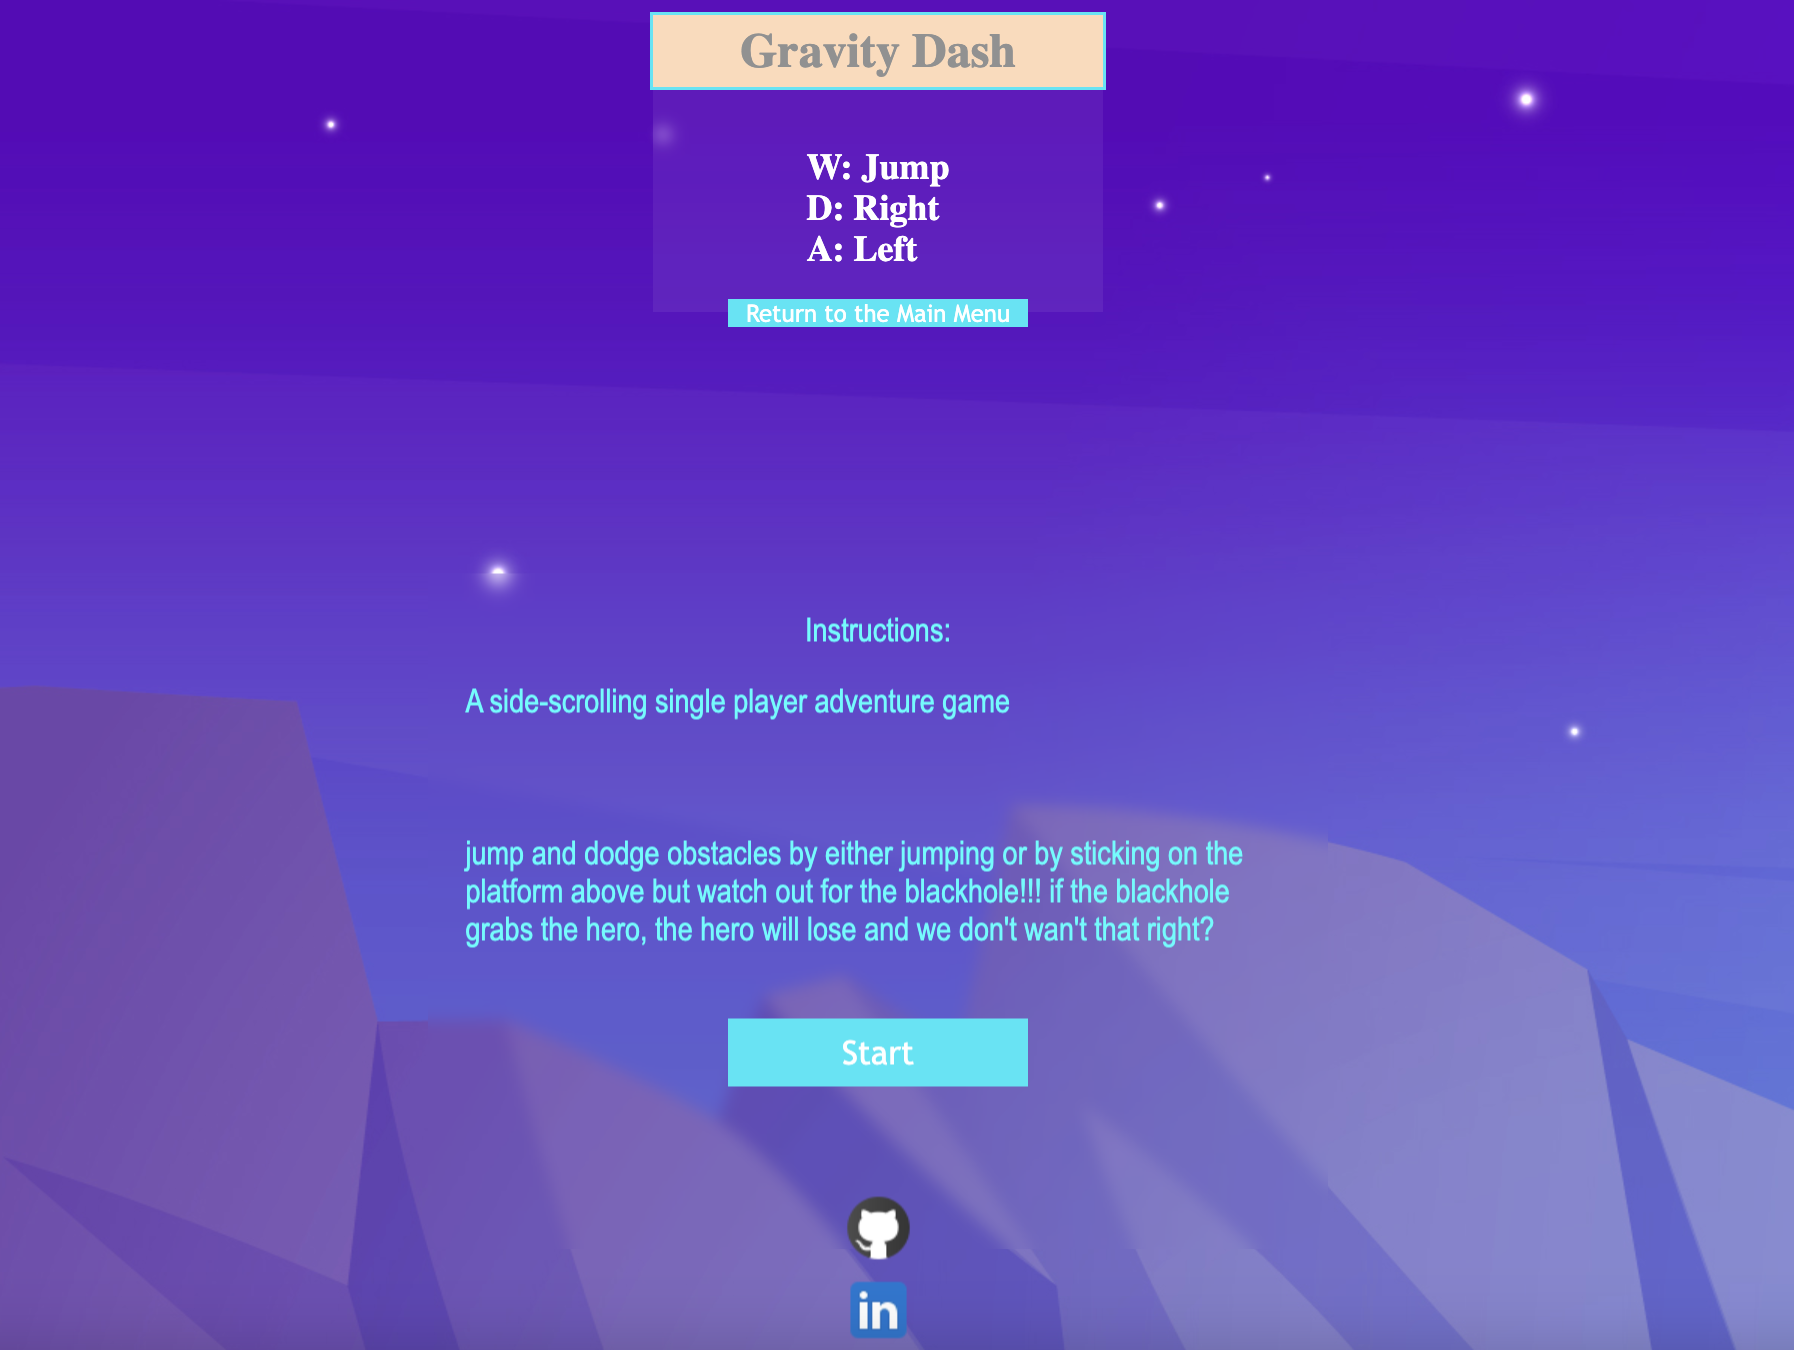 Gravity Dash
W: Jump
D: Right
A: Left
Return to the Main Menu
Instructions:
A side-scrolling single player adventure game
jump and dodge obstacles by either jumping or by sticking on the
platform above but watch out for the blackhole!!! if the blackhole
grabs the hero, the hero will lose and we don't wan't that right?
Start
in